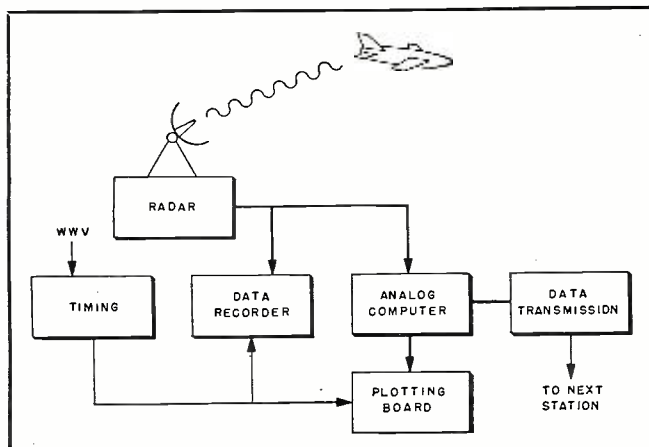 RADAR
WWV
TIMING
DATA
RECORDER
ANALOG
COMPUTER
DATA
TRANSMISSION
PLOTTING
BOARD
TO NEXT
STATION